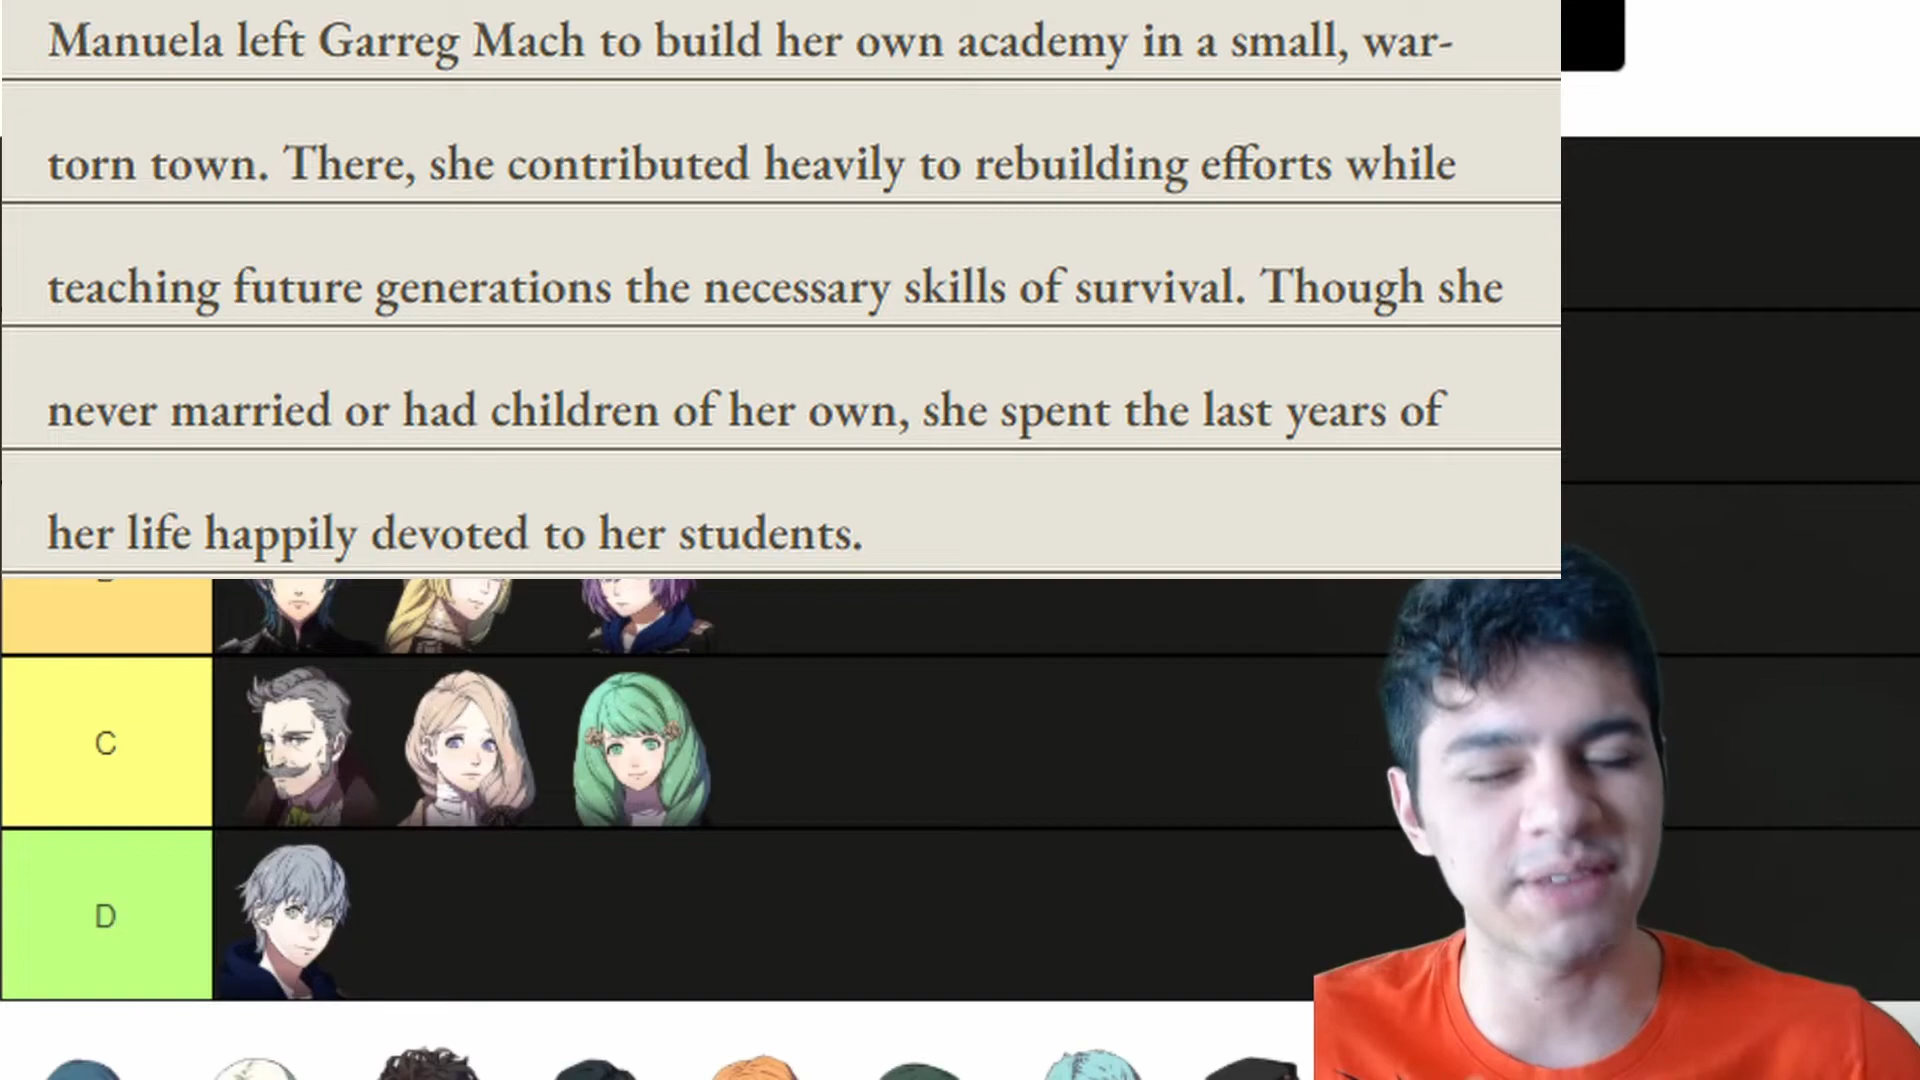 Manuela left Garreg Mach to build her own academy in a small, war-
torn town. There, she contributed heavily to rebuilding efforts while
teaching future generations the necessary skills of survival. Though she
never married or had children of her own, she spent the last years of
her life happily devoted to her students.
C
D